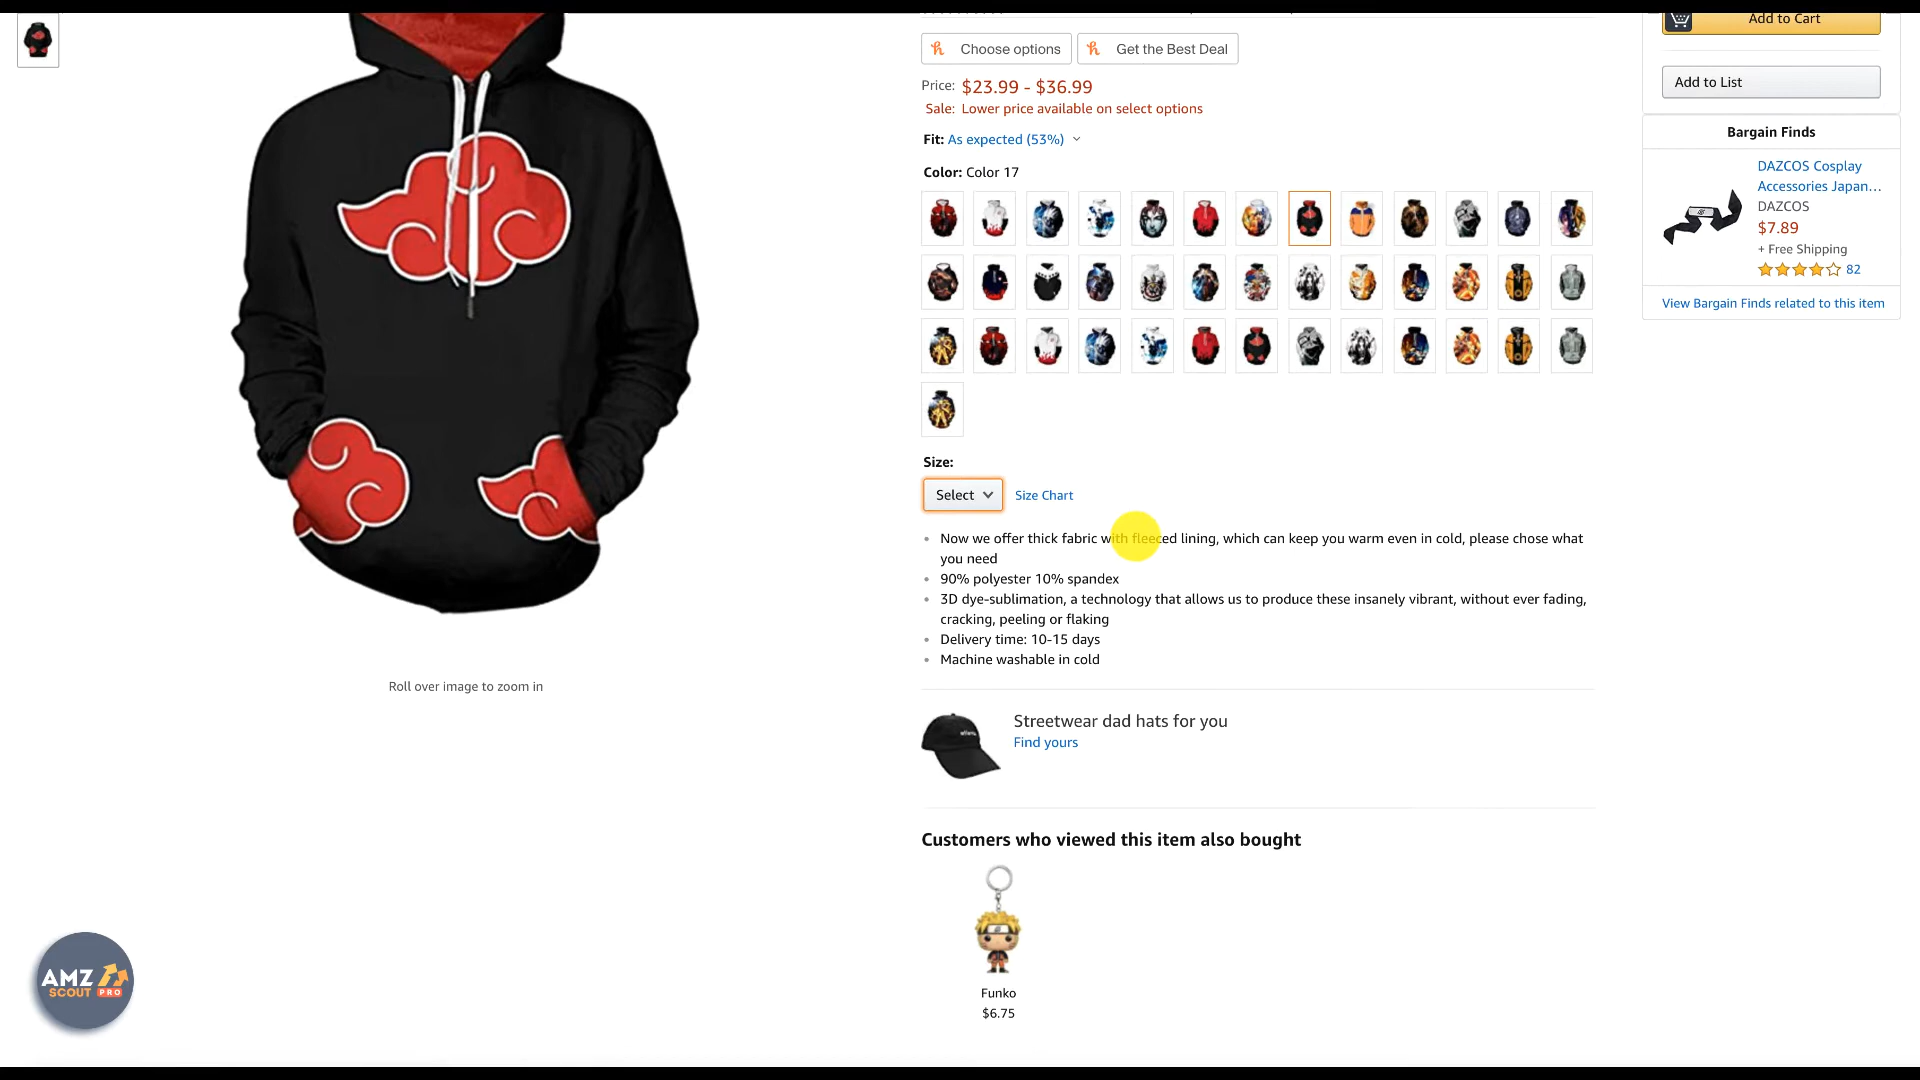 Add to Cart
Choose options
Get the Best Deal
Price: $23.99 - $36.99
Sale: Lower price available on select options
Fit: As expected (53%)
Color: Color 17
Size:
Select
Size Chart
Now we offer thick fabric with fleeced lining, which can keep you warm even in cold, please chose what
you need
90% polyester 10% spandex
3D dye-sublimation, a technology that allows us to produce these insanely vibrant, without ever fading,
cracking, peeling or flaking
Delivery time: 10-15 days
Machine washable in cold
Streetwear dad hats for you
Find yours
Customers who viewed this item also bought
Funko
$6.75
Roll over image to zoom in
AMZ
SCOUT PRO
Add to List
Bargain Finds
DAZCOS Cosplay
Accessories Japan...
DAZCOS
$7.89
+ Free Shipping
82
View Bargain Finds related to this item